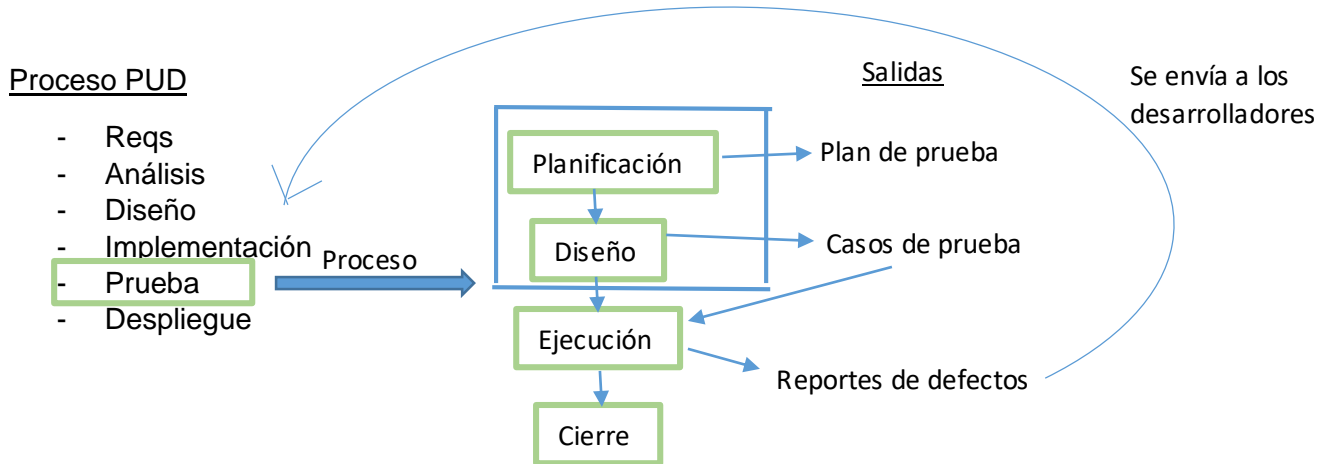 Proceso PUD
- Reqs
- Análisis
- Diseño
- Implementación
- Prueba
- Despliegue
Proceso
Planificación
Diseño
Ejecución
Cierre
Salidas
Plan de prueba
Casos de prueba
Reportes de defectos
Se envía a los
desarrolladores